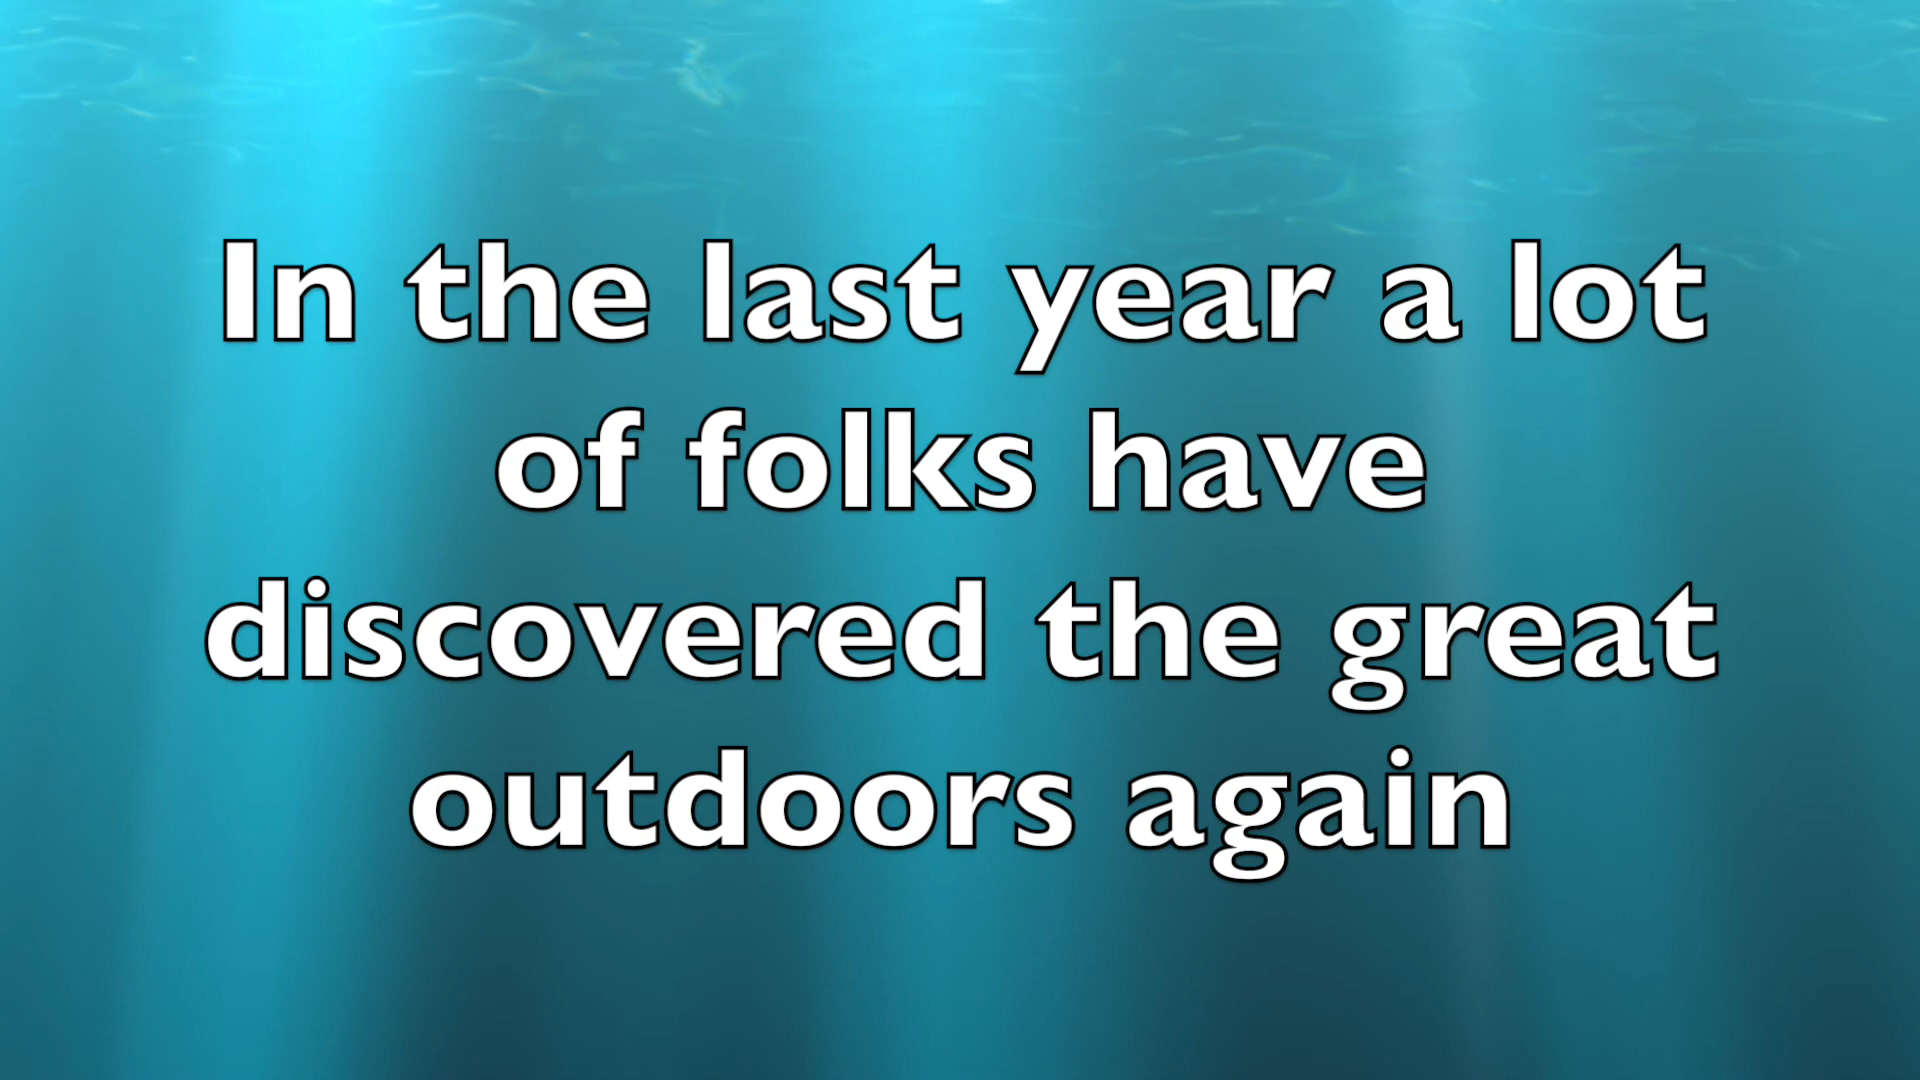 In the last year a lot
of folks have
discovered the great
outdoors again